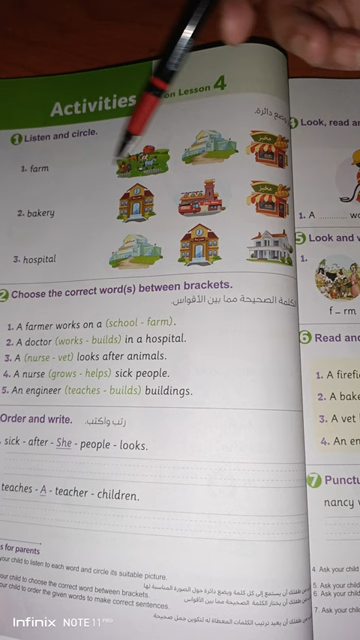 Activities on Lesson 4
1 Listen and circle.
وضع دائرة.
1. farm
2. bakery
3. hospital
2 Choose the correct word(s) between brackets.
الكلمة الصحيحة مما بين الأقواس.
1. A farmer works on a (school - farm).
2. A doctor (works - builds) in a hospital.
3. A (nurse - vet) looks after animals.
4. A nurse (grows - helps) sick people.
5. An engineer (teaches - builds) buildings.
Order and write. رتب واكتب.
sick - after - She - people - looks.
teaches - A - teacher - children.
s for parents
your child to listen to each word and circle its suitable picture.
your child to choose the correct word between brackets.
your child to order the given words to make correct sentences.
3 Look, read an
1. A
5 Look and
1.
f _ rm
6 Read and
1. A firefi
2. A bake
3. A vet
4. An en
7 Punctu
nancy
4. Ask your child
5. Ask your child
6. Ask your child
7. Ask your child
Infinix NOTE 11 PRO